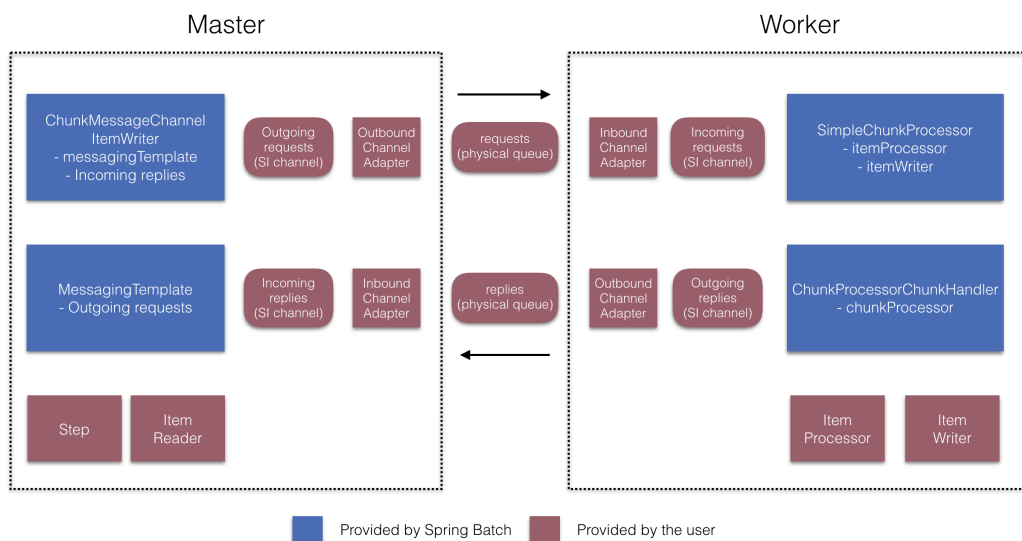 Master
Worker
ChunkMessageChannel
ItemWriter
- messagingTemplate
- Incoming replies
Outgoing
requests
(SI channel)
Outbound
Channel
Adapter
requests
(physical queue)
Inbound
Channel
Adapter
Incoming
requests
(SI channel)
SimpleChunkProcessor
- itemProcessor
- itemWriter
MessagingTemplate
- Outgoing requests
Incoming
replies
(SI channel)
Inbound
Channel
Adapter
replies
(physical queue)
Outbound
Channel
Adapter
Outgoing
replies
(SI channel)
ChunkProcessorChunkHandler
- chunkProcessor
Step
Item
Reader
Item
Processor
Item
Writer
Provided by Spring Batch
Provided by the user